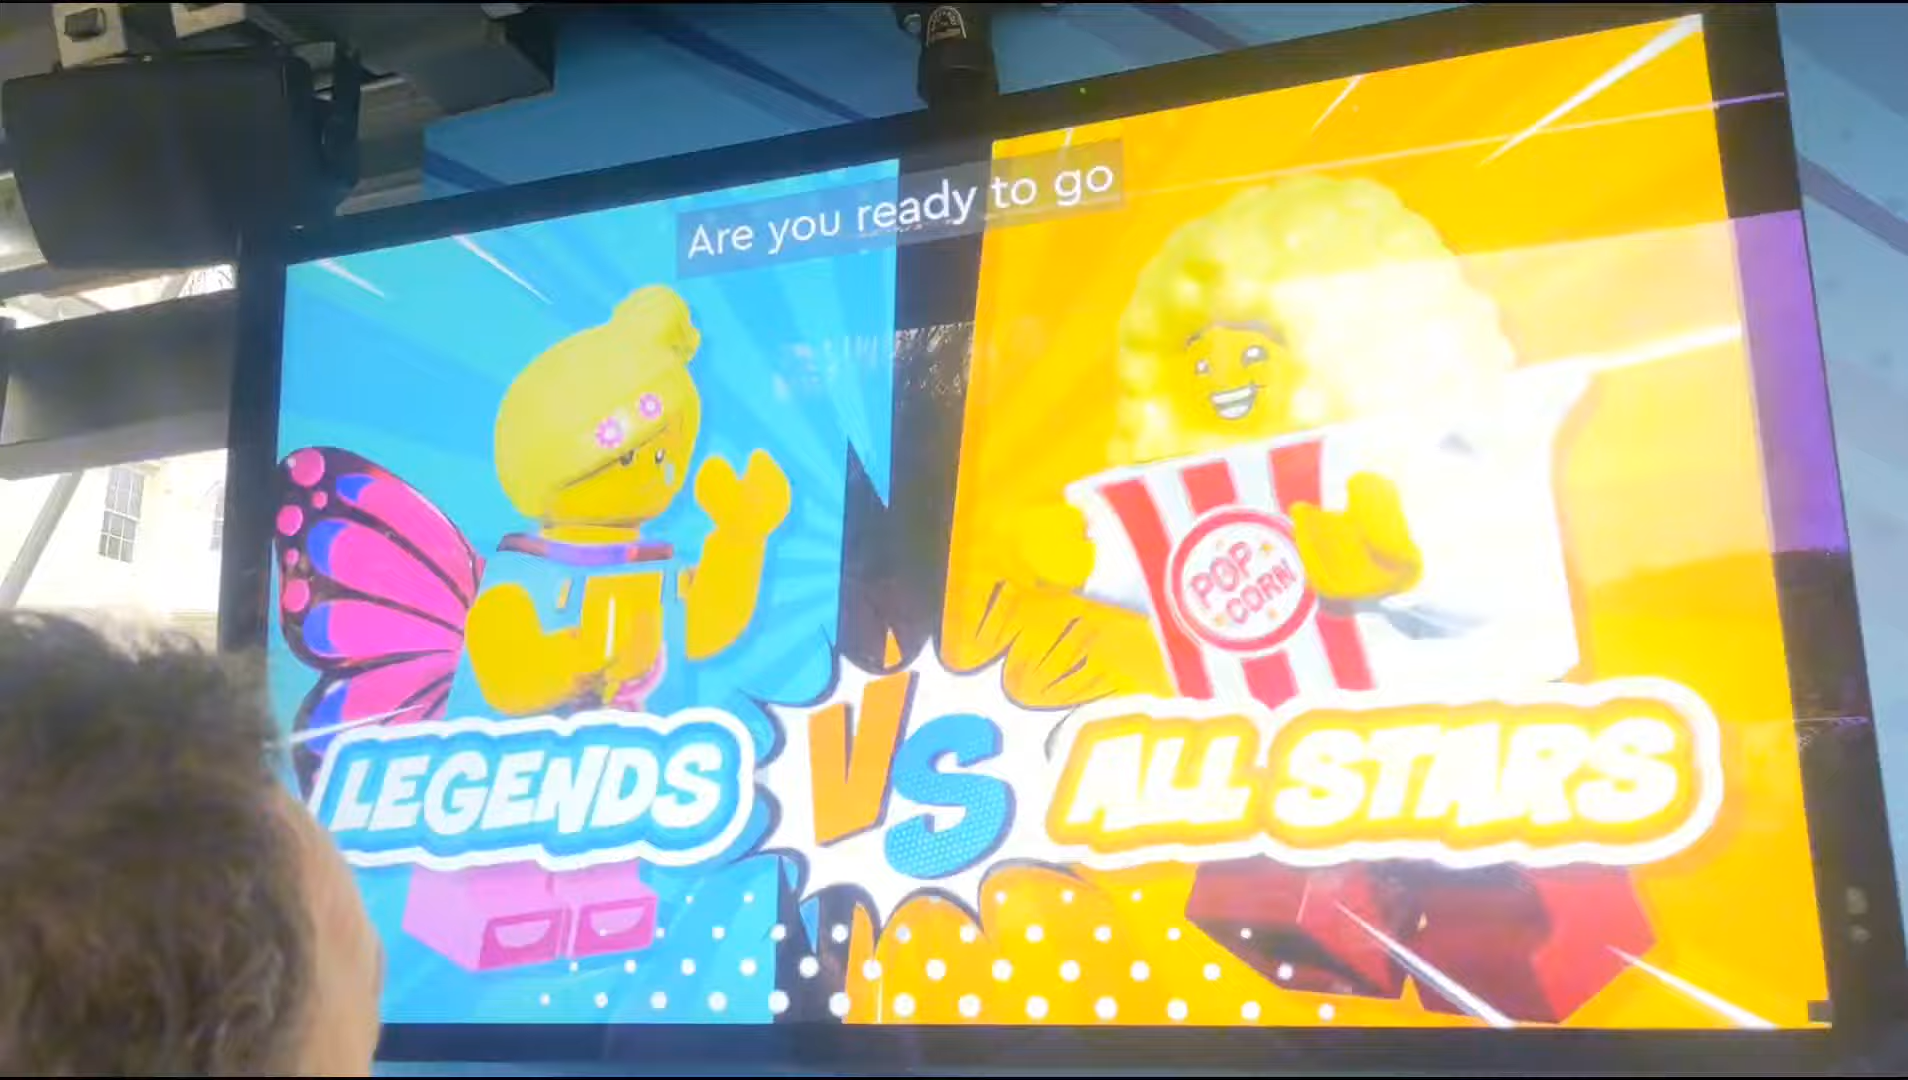 Are you ready to go
POP
CORN
LEGENDS
VS
ALL STARS